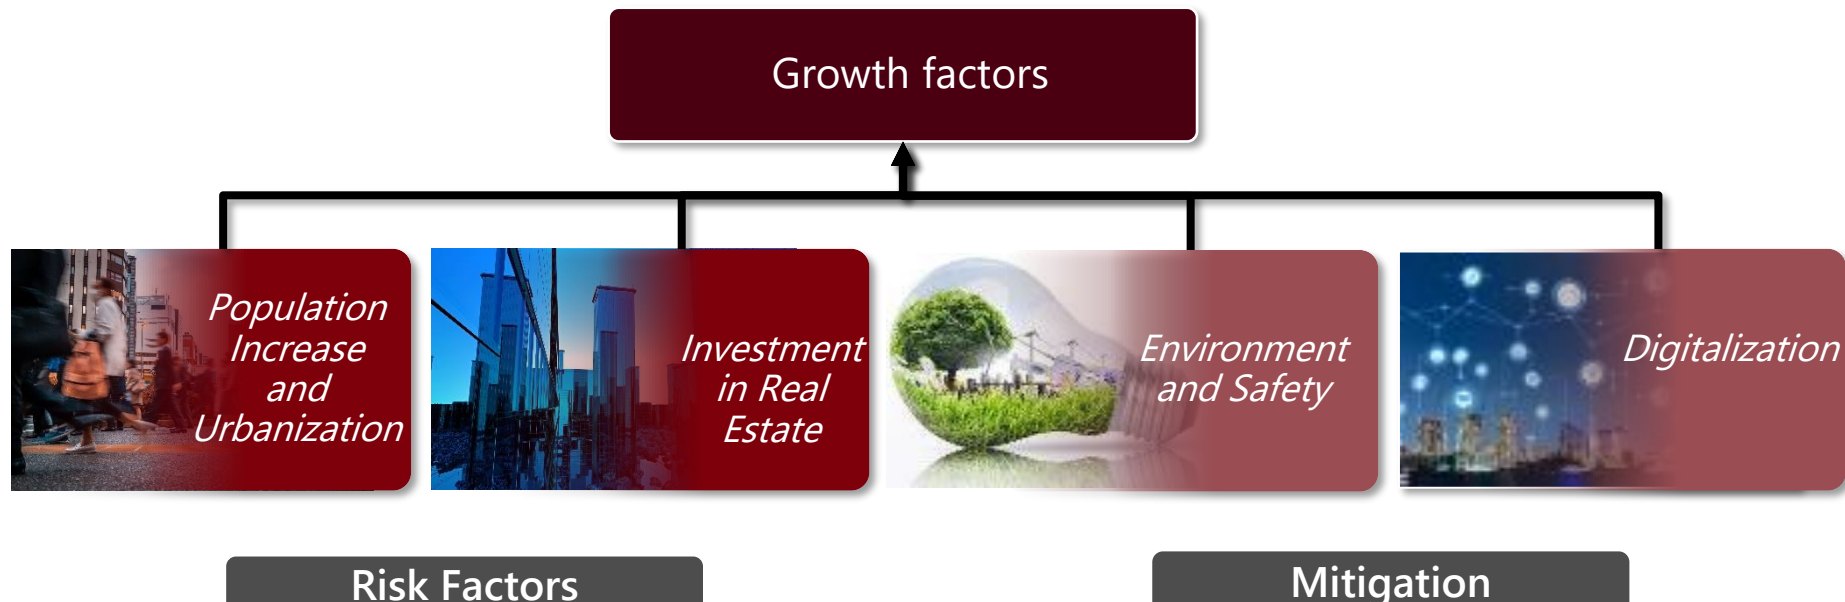 Growth factors
Population
Increase
and
Urbanization
Investment
in Real
Estate
Environment
and Safety
Digitalization
Risk Factors
Mitigation